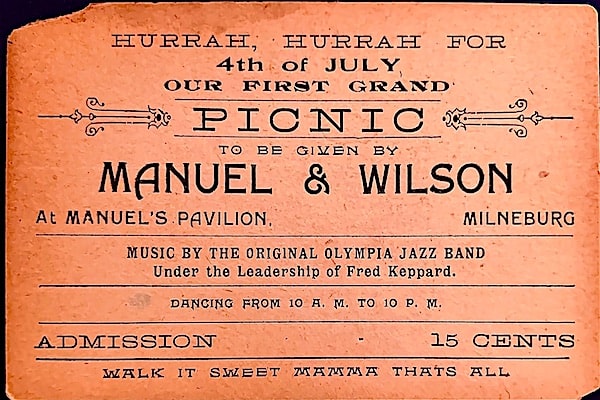 HURRAH, HURRAH FOR
4th of JULY
OUR FIRST GRAND
PICNIC
TO BE GIVEN BY
MANUEL & WILSON
At MANUEL'S PAVILION, MILNEBURG
MUSIC BY THE ORIGINAL OLYMPIA JAZZ BAND
Under the Leadership of Fred Keppard.
DANCING FROM 10 A. M. TO 10 P. M.
ADMISSION - 15 CENTS
WALK IT SWEET MAMMA THATS ALL